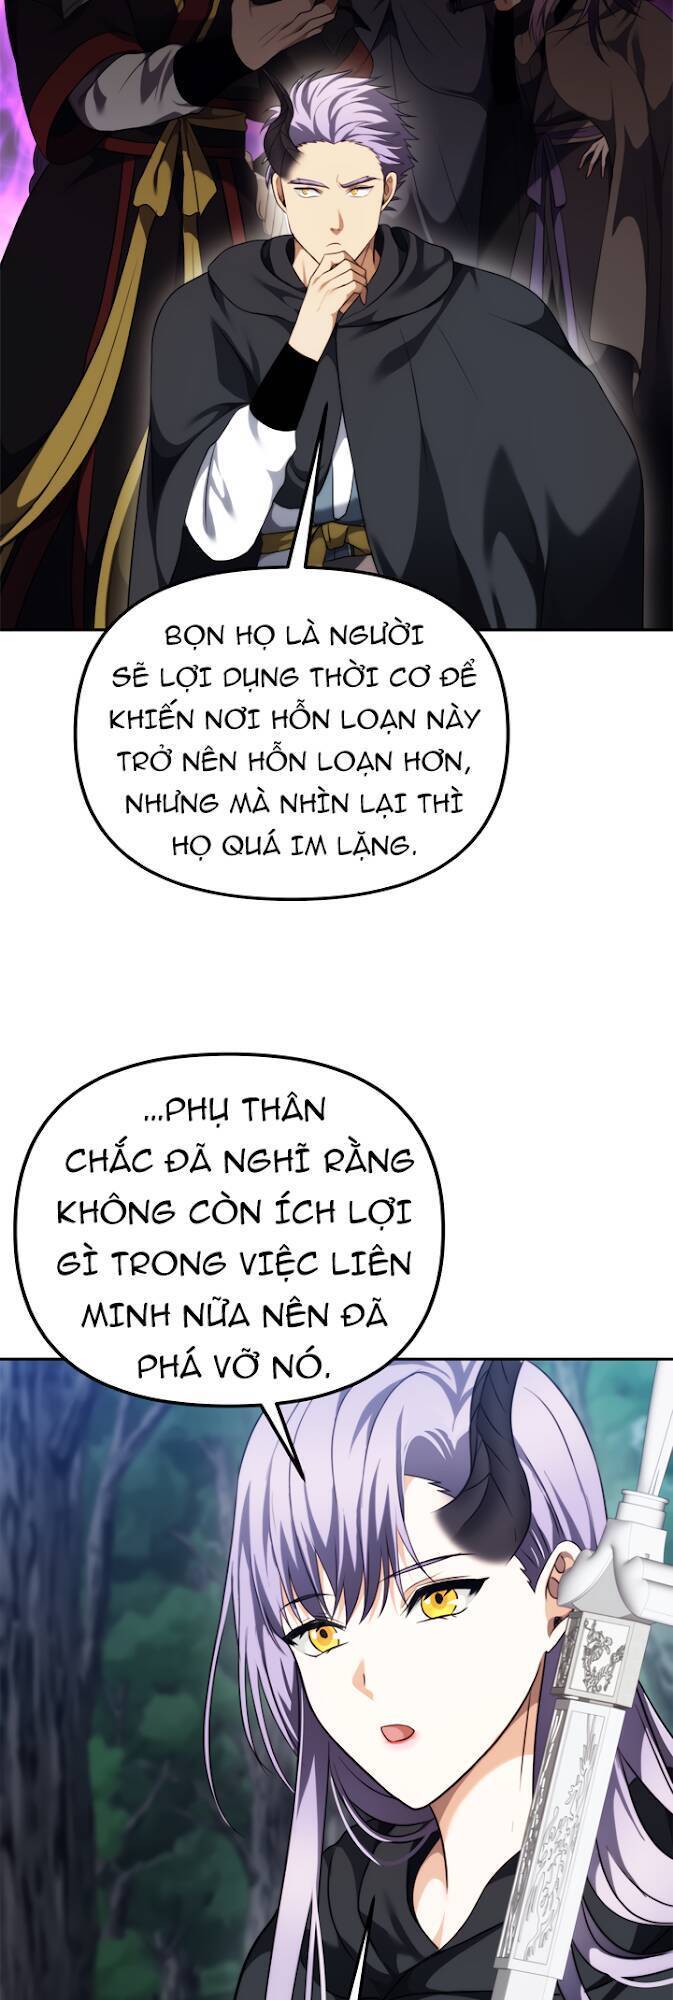 BỌN HỌ LÀ NGƯỜI
SẼ LỢI DỤNG THỜI CƠ ĐỂ
KHIẾN NƠI HỖN LOẠN NÀY
TRỞ NÊN HỖN LOẠN HƠN,
NHƯNG MÀ NHÌN LẠI THÌ
HỌ QUÁ IM LẶNG.
...PHỤ THÂN
CHẮC ĐÃ NGHĨ RẰNG
KHÔNG CÒN ÍCH LỢI
GÌ TRONG VIỆC LIÊN
MINH NỮA NÊN ĐÃ
PHÁ VỠ NÓ.